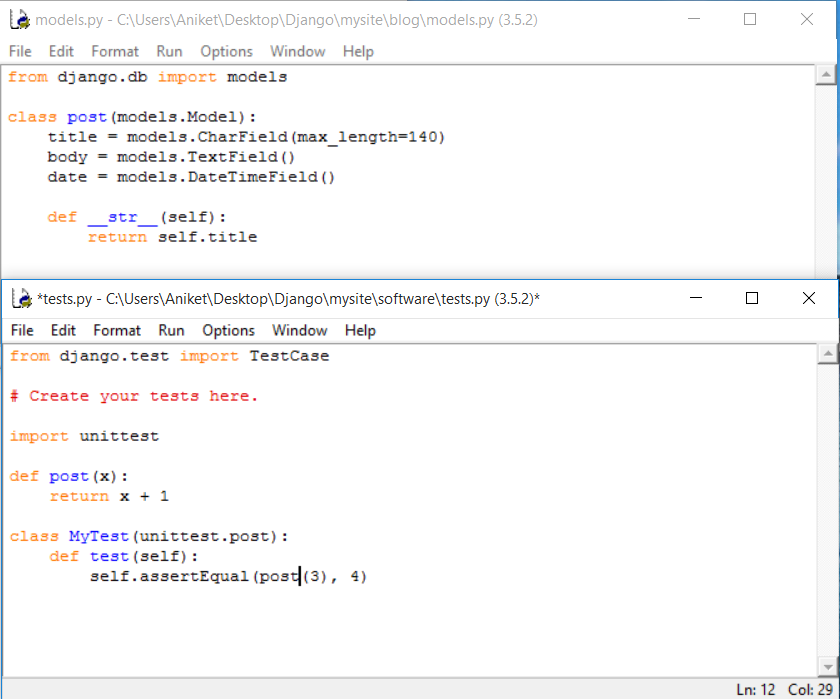 models.py - C:\Users\Aniket\Desktop\Django\mysite\blog\models.py (3.5.2)
File Edit Format Run Options Window Help
from django.db import models
class post(models.Model):
    title = models.CharField(max_length=140)
    body = models.TextField()
    date = models.DateTimeField()
    def __str__(self):
        return self.title
*tests.py - C:\Users\Aniket\Desktop\Django\mysite\software\tests.py (3.5.2)*
File Edit Format Run Options Window Help
from django.test import TestCase
# Create your tests here.
import unittest
def post(x):
    return x + 1
class MyTest(unittest.post):
    def test(self):
        self.assertEqual(post(3), 4)
Ln: 12 Col: 29